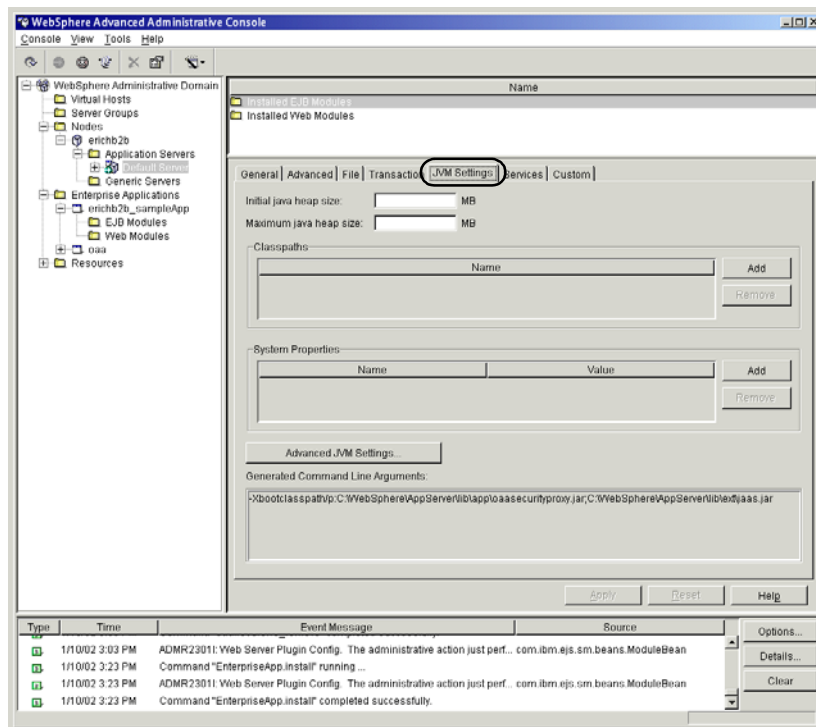 WebSphere Advanced Administrative Console
Console View Tools Help
WebSphere Administrative Domain
Virtual Hosts
Server Groups
Nodes
erichb2b
Application Servers
Default Server
Generic Servers
Enterprise Applications
erichb2b_sampleApp
EJB Modules
Web Modules
oaa
Resources
Name
Installed EJB Modules
Installed Web Modules
General Advanced File Transaction JVM Settings Services Custom
Initial java heap size: MB
Maximum java heap size: MB
Classpaths
Name
Add
Remove
System Properties
Name Value
Add
Remove
Advanced JVM Settings...
Generated Command Line Arguments:
-Xbootclasspath/p:C:\WebSphere\AppServer\lib\app\oaasecurityproxy.jar;C:\WebSphere\AppServer\lib\ext\jaas.jar
Apply Reset Help
Type Time Event Message Source
1/10/02 3:03 PM ADMR2301I: Web Server Plugin Config. The administrative action just perf... com.ibm.ejs.sm.beans.ModuleBean
1/10/02 3:23 PM Command "EnterpriseApp.install" running ...
1/10/02 3:23 PM ADMR2301I: Web Server Plugin Config. The administrative action just perf... com.ibm.ejs.sm.beans.ModuleBean
1/10/02 3:23 PM Command "EnterpriseApp.install" completed successfully.
Options...
Details...
Clear